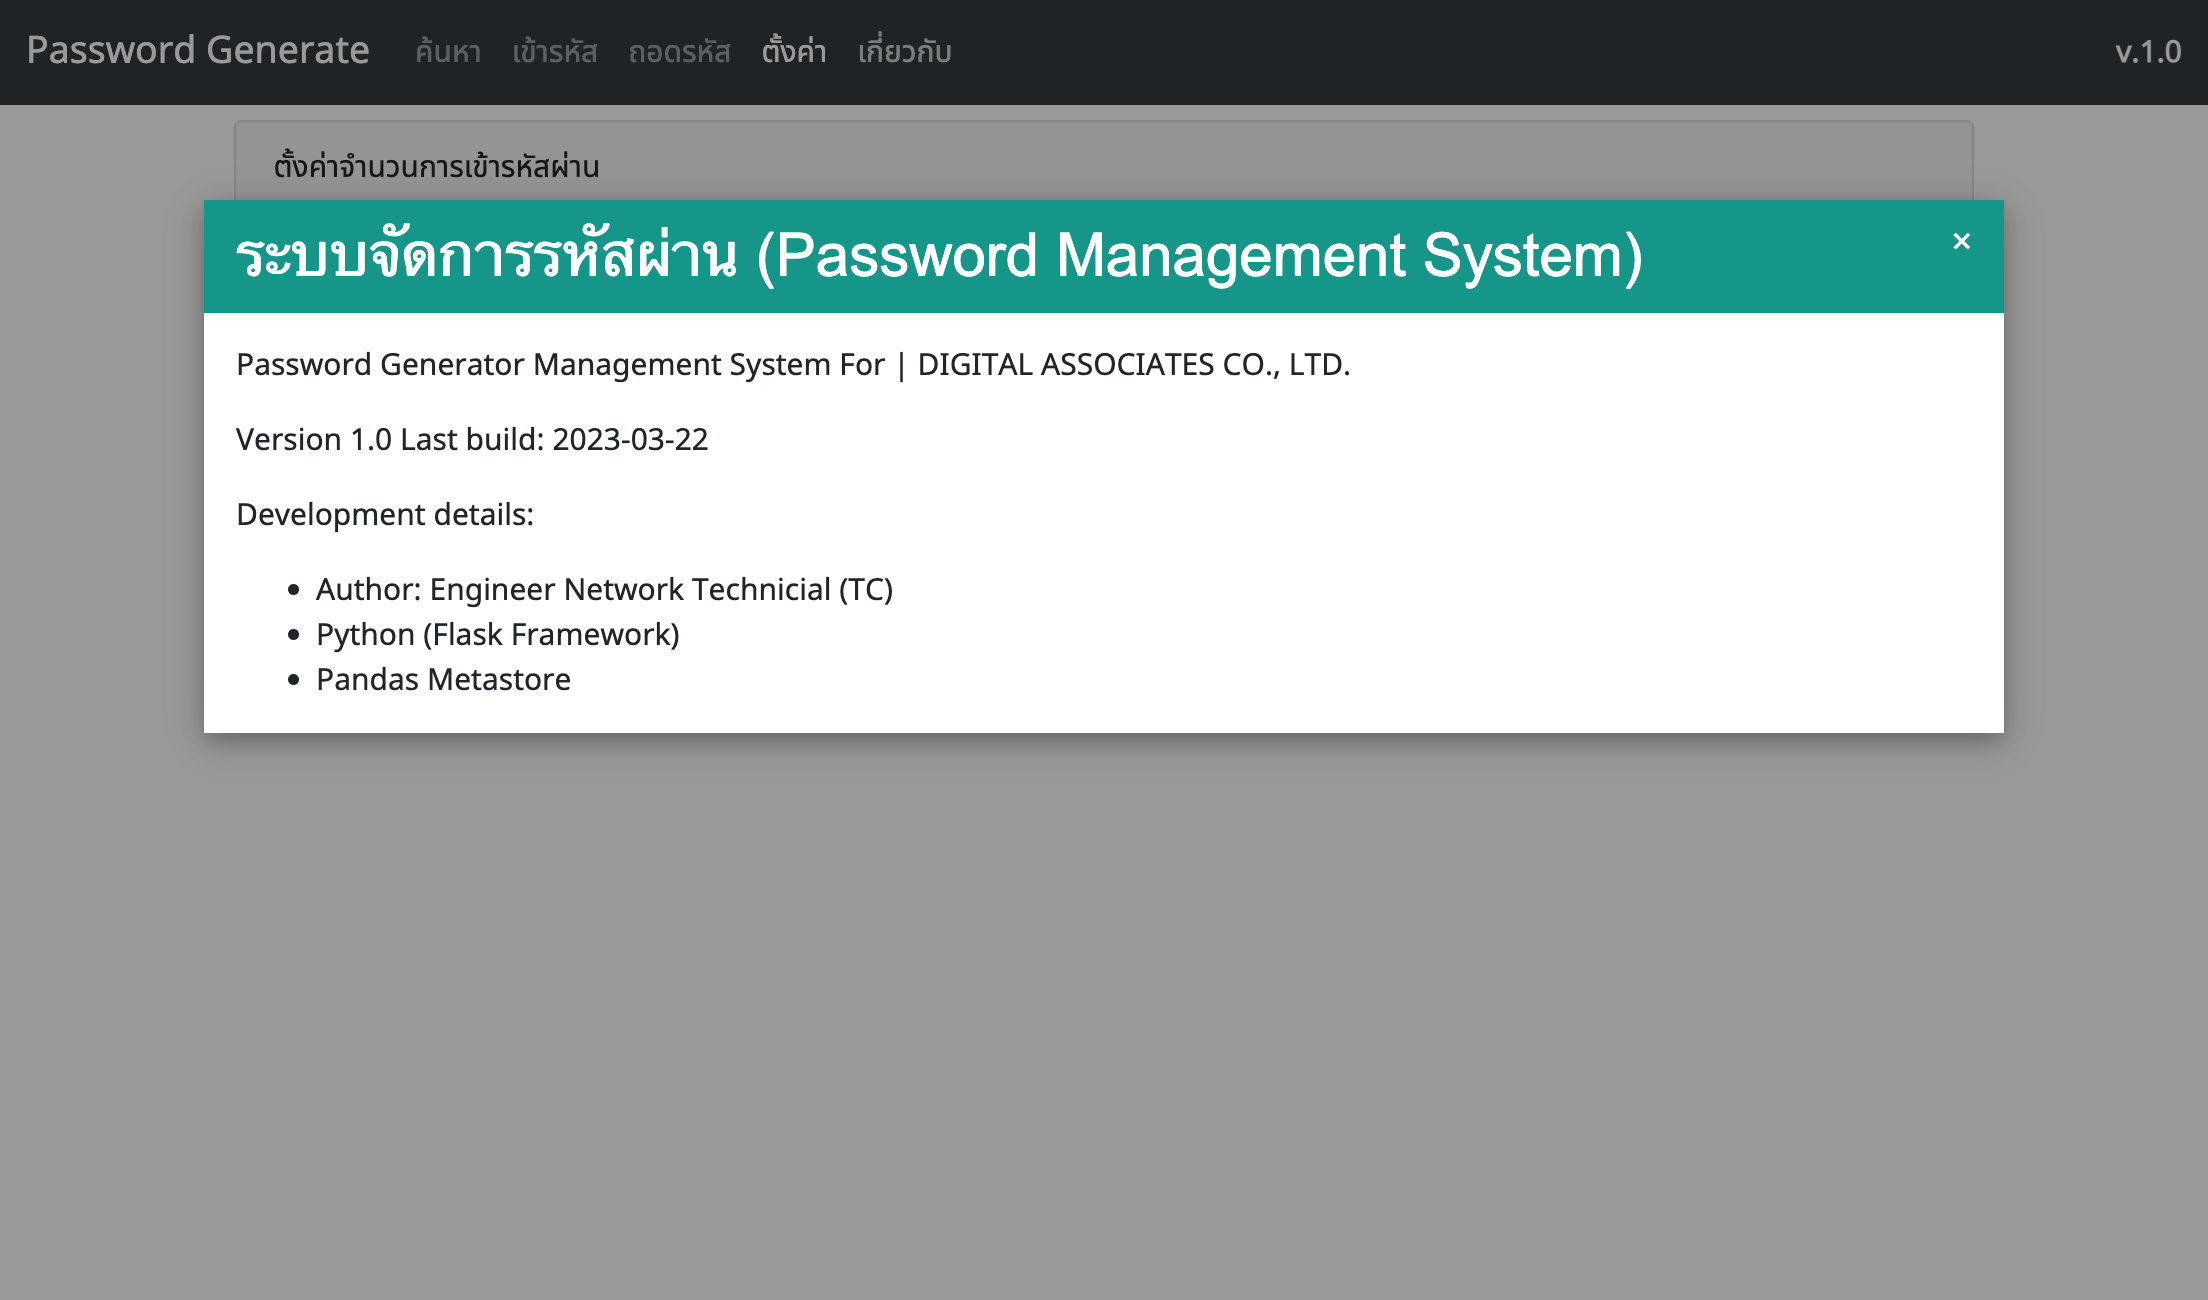 Password Generate ค้นหา เข้ารหัส ถอดรหัส ตั้งค่า เกี่ยวกับ v.1.0
ตั้งค่าจำนวนการเข้ารหัสผ่าน
ระบบจัดการรหัสผ่าน (Password Management System) ×
Password Generator Management System For | DIGITAL ASSOCIATES CO., LTD.
Version 1.0 Last build: 2023-03-22
Development details:
• Author: Engineer Network Technicial (TC)
• Python (Flask Framework)
• Pandas Metastore